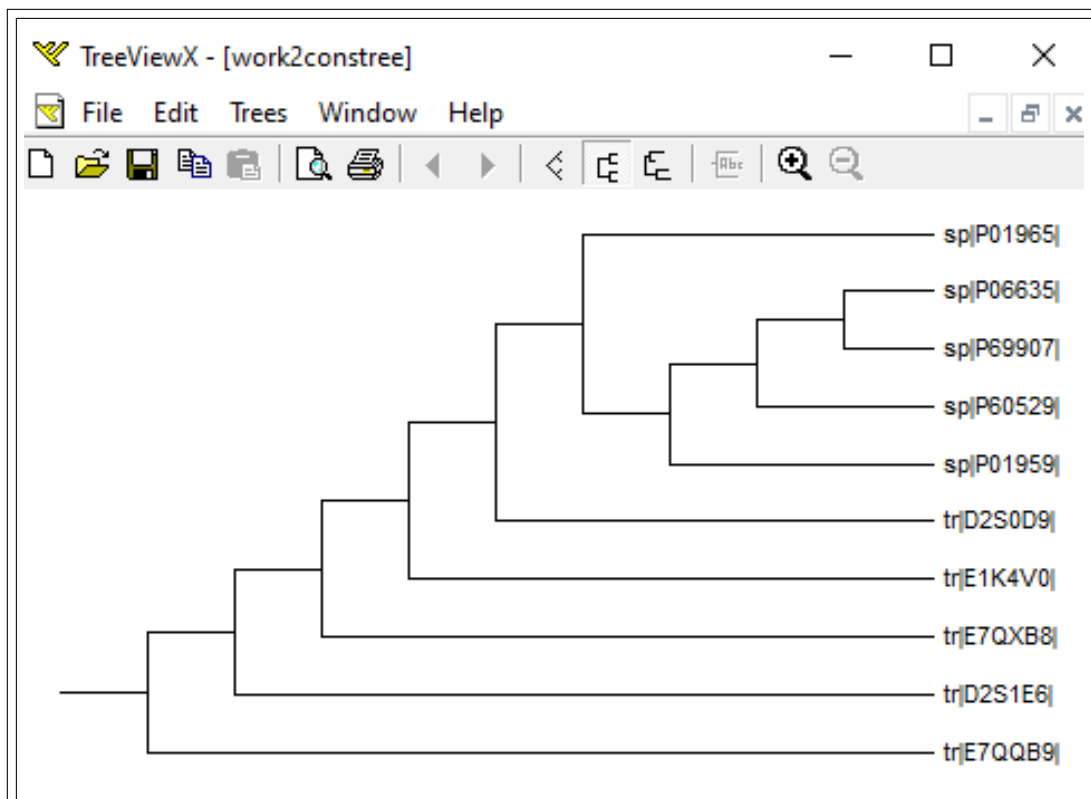 TreeViewX - [work2constree]
File Edit Trees Window Help
Abc
sp|P01965|
sp|P06635|
sp|P69907|
sp|P60529|
sp|P01959|
tr|D2S0D9|
tr|E1K4V0|
tr|E7QXB8|
tr|D2S1E6|
tr|E7QQB9|